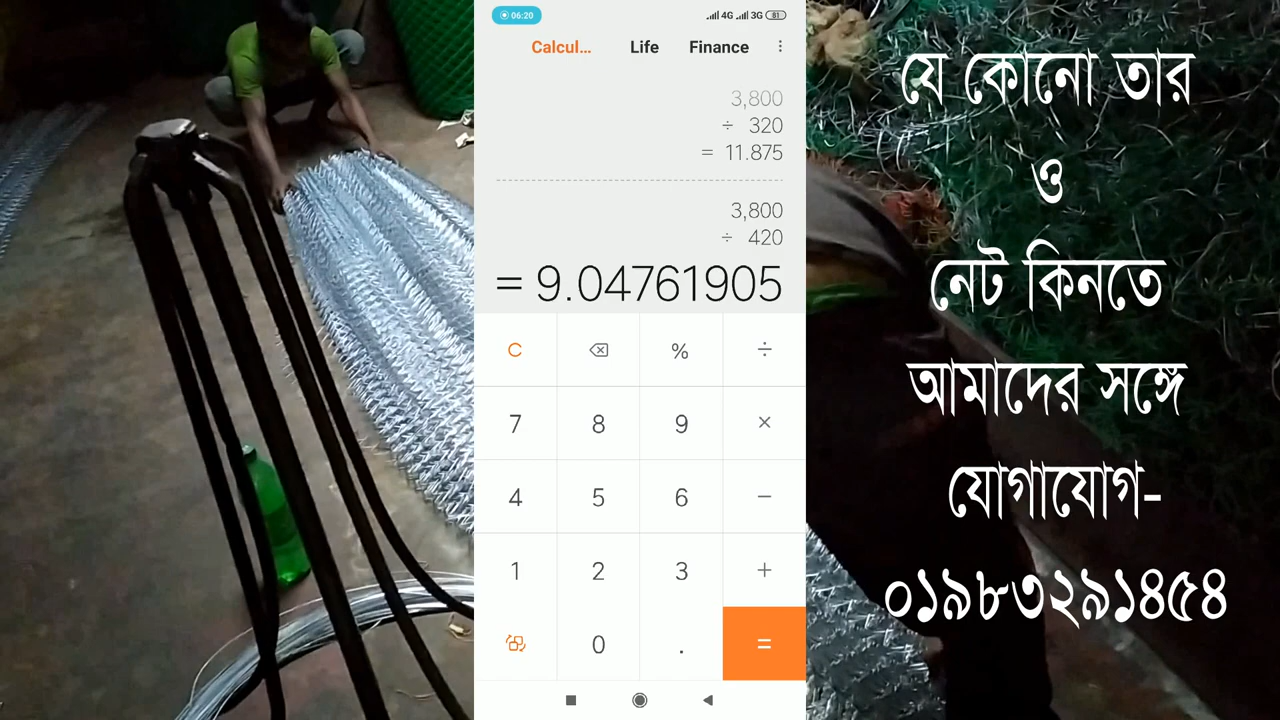 06:20
4G 3G 81
Calcul... Life Finance
3,800
÷ 320
= 11.875
3,800
÷ 420
= 9.04761905
C % ÷
7 8 9 ×
4 5 6 −
1 2 3 +
0 . =
যে কোনো তার
ও
নেট কিনতে
আমাদের সঙ্গে
যোগাযোগ-
০১৯৮৩২৯১৪৫৪